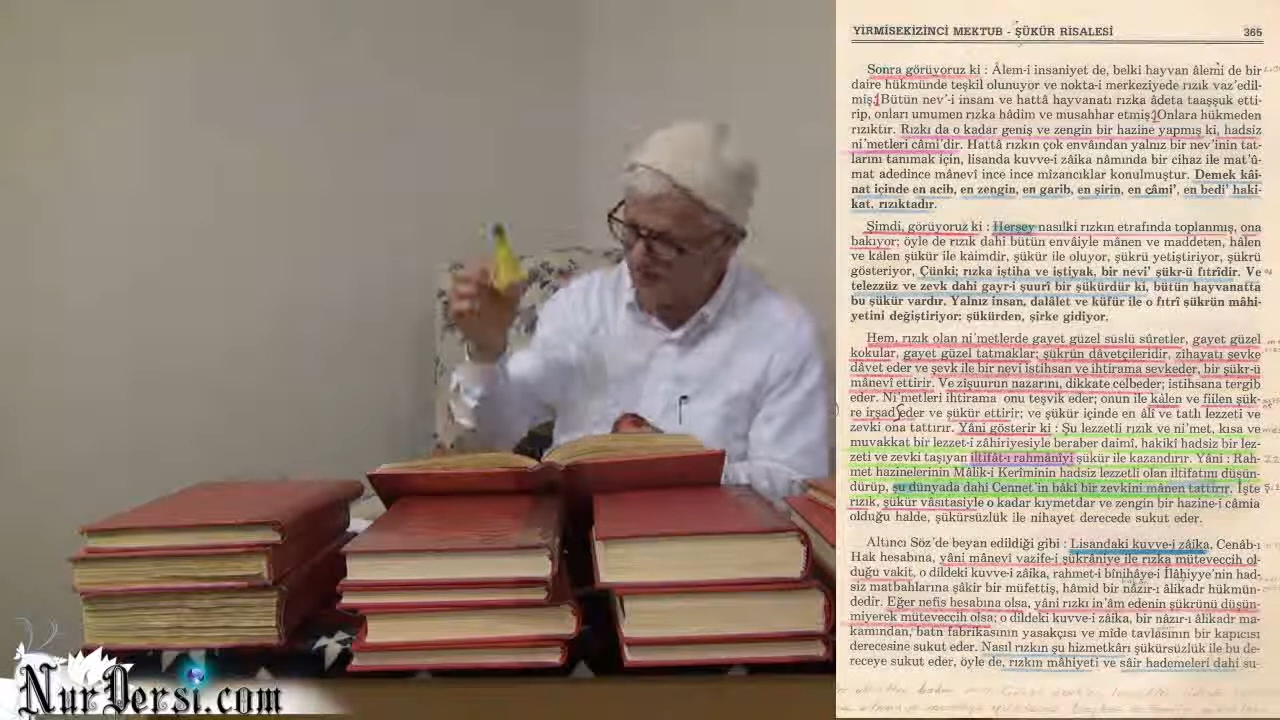 YİRMİSEKİZİNCİ MEKTUB - ŞÜKÜR RİSALESİ 365
Sonra görüyoruz ki : Âlem-i insaniyet de, belki hayvan âlemi de bir
daire hükmünde teşkil olunuyor ve nokta-i merkeziyede rızık vaz'edil-
miş. Bütün nev'-i insanı ve hattâ hayvanatı rızka âdeta taaşşuk etti-
rip, onları umumen rızka hâdim ve musahhar etmiş. Onlara hükmeden
rızıktır. Rızkı da o kadar geniş ve zengin bir hazine yapmış ki, hadsiz
ni'metleri câmi'dir. Hattâ rızkın çok envâından yalnız bir nev'inin tat-
larını tanımak için, lisanda kuvve-i zâika nâmında bir cihaz ile mat'û-
mat adedince mânevî ince ince mizancıklar konulmuştur. Demek kâi-
nat içinde en acib, en zengin, en garib, en şirin, en câmi', en bedi' haki-
kat, rızıktadır.
Şimdi, görüyoruz ki : Herşey nasılki rızkın etrafında toplanmış, ona
bakıyor; öyle de rızık dahi bütün envâiyle mânen ve maddeten, hâlen
ve kâlen şükür ile kaimdir, şükür ile oluyor, şükrü yetiştiriyor, şükrü
gösteriyor, Çünki; rızka iştiha ve iştiyak, bir nevi' şükr-ü fıtrîdir. Ve
telezzüz ve zevk dahi gayr-i şuurî bir şükürdür ki, bütün hayvanatta
bu şükür vardır. Yalnız insan, dalâlet ve küfür ile o fıtrî şükrün mâhi-
yetini değiştiriyor: şükürden, şirke gidiyor.
Hem, rızık olan ni'metlerde gayet güzel süslü sûretler, gayet güzel
kokular, gayet güzel tatmaklar; şükrün dâvetçileridir, zihayatı şevke
dâvet eder ve şevk ile bir nevi istihsan ve ihtirama sevkeder, bir şükr-ü
mânevî ettirir. Ve zişuurun nazarını, dikkate celbeder; istihsana tergib
eder. Ni'metleri ihtirama onu teşvik eder; onun ile kâlen ve fiilen şük-
re irşad eder ve şükür ettirir; ve şükür içinde en âlî ve tatlı lezzeti ve
zevki ona tattırır. Yâni gösterir ki : Şu lezzetli rızık ve ni'met, kısa ve
muvakkat bir lezzet-i zâhiriyesiyle beraber daimî, hakikî hadsiz bir lez-
zeti ve zevki taşıyan iltifât-ı rahmânîyi şükür ile kazandırır. Yâni : Rah-
met hazinelerinin Mâlik-i Kerîminin hadsiz lezzetli olan iltifatını düşün-
dürüp, şu dünyada dahi Cennet'in bâki bir zevkini mânen tattırır. İşte
rızık, şükür vâsıtasiyle o kadar kıymetdar ve zengin bir hazine-i câmia
olduğu halde, şükürsüzlük ile nihayet derecede sukut eder.
Altıncı Söz'de beyan edildiği gibi : Lisandaki kuvve-i zâika, Cenâb-ı
Hak hesabına, yâni mânevî vazife-i şükrâniye ile rızka müteveccih ol-
duğu vakit, o dildeki kuvve-i zâika, rahmet-i bînihâye-i İlâhiyye'nin had-
siz matbahlarına şâkir bir müfettiş, hâmid bir nâzır-ı âlikadr hükmün-
dedir. Eğer nefis hesabına olsa, yâni rızkı in'âm edenin şükrünü düşün-
miyerek müteveccih olsa; o dildeki kuvve-i zâika, bir nâzır-ı âlikadr ma-
kamından, batn fabrikasının yasakçısı ve mide tavlasının bir kapıcısı
derecesine sukut eder. Nasıl rızkın şu hizmetkârı şükürsüzlük ile bu de-
receye sukut eder, öyle de, rızkın mâhiyeti ve sâir hademeleri dahi su-
NurDersi.com